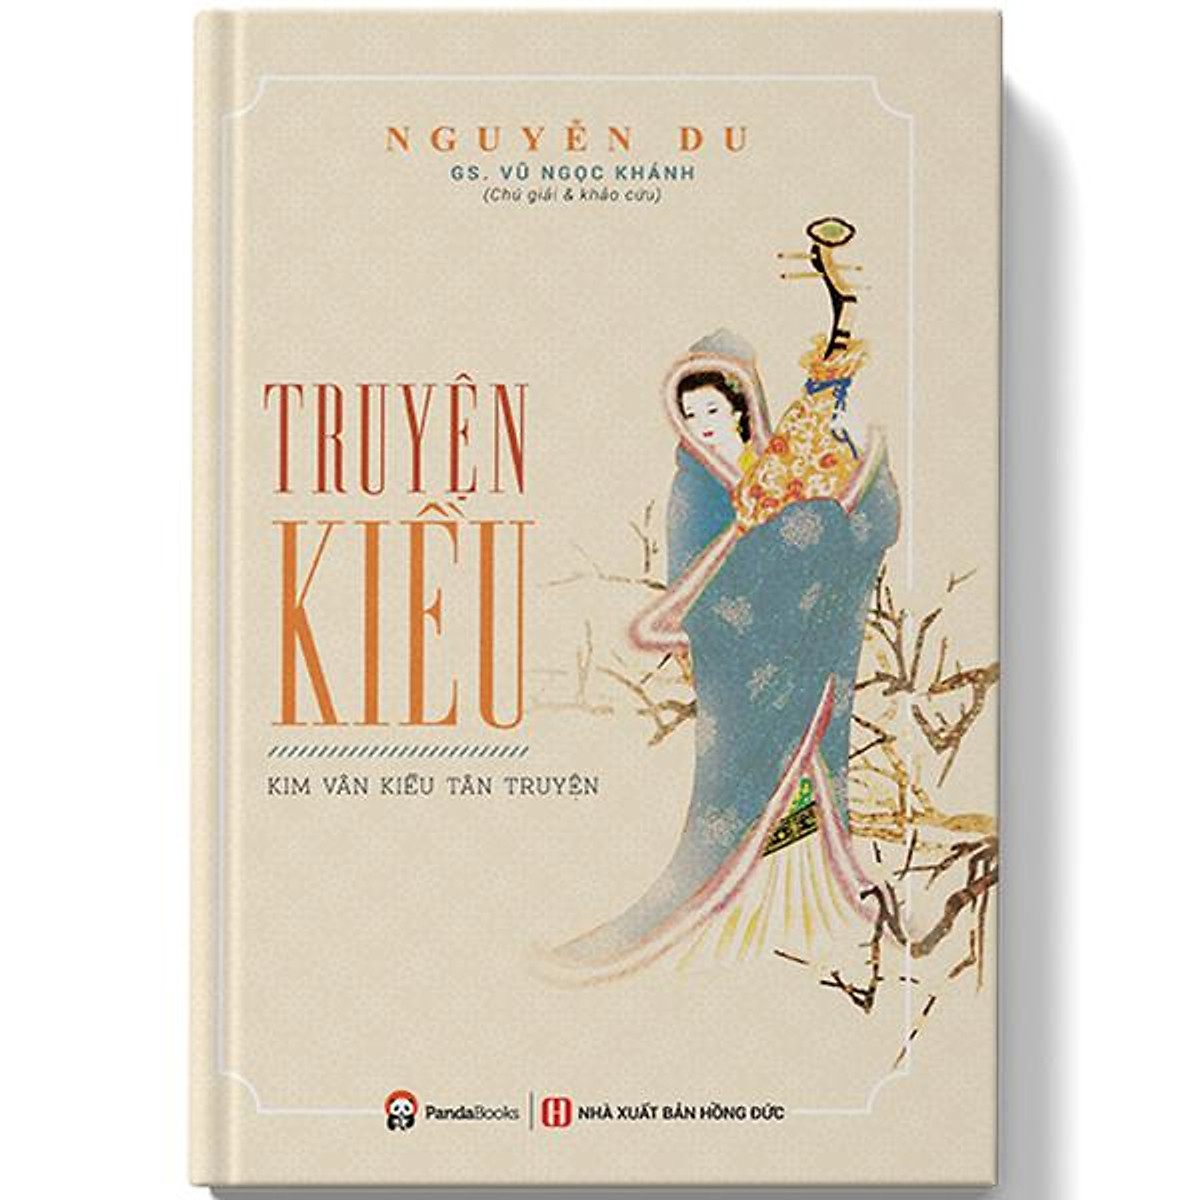 NGUYỄN DU
GS. VŨ NGỌC KHÁNH
(Chú giải & khảo cứu)
TRUYỆN
KIỀU
KIM VÂN KIỀU TÂN TRUYỆN
PandaBooks
H NHÀ XUẤT BẢN HỒNG ĐỨC